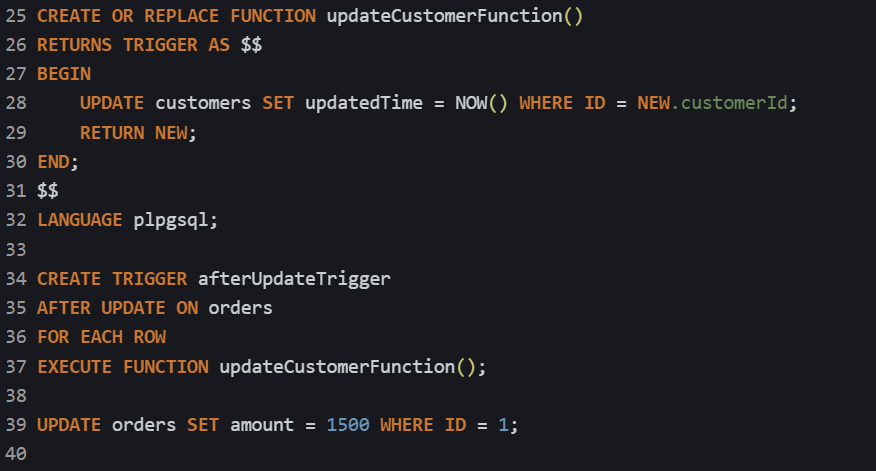 25 CREATE OR REPLACE FUNCTION updateCustomerFunction()
26 RETURNS TRIGGER AS $$
27 BEGIN
28     UPDATE customers SET updatedTime = NOW() WHERE ID = NEW.customerId;
29     RETURN NEW;
30 END;
31 $$
32 LANGUAGE plpgsql;
33
34 CREATE TRIGGER afterUpdateTrigger
35 AFTER UPDATE ON orders
36 FOR EACH ROW
37 EXECUTE FUNCTION updateCustomerFunction();
38
39 UPDATE orders SET amount = 1500 WHERE ID = 1;
40